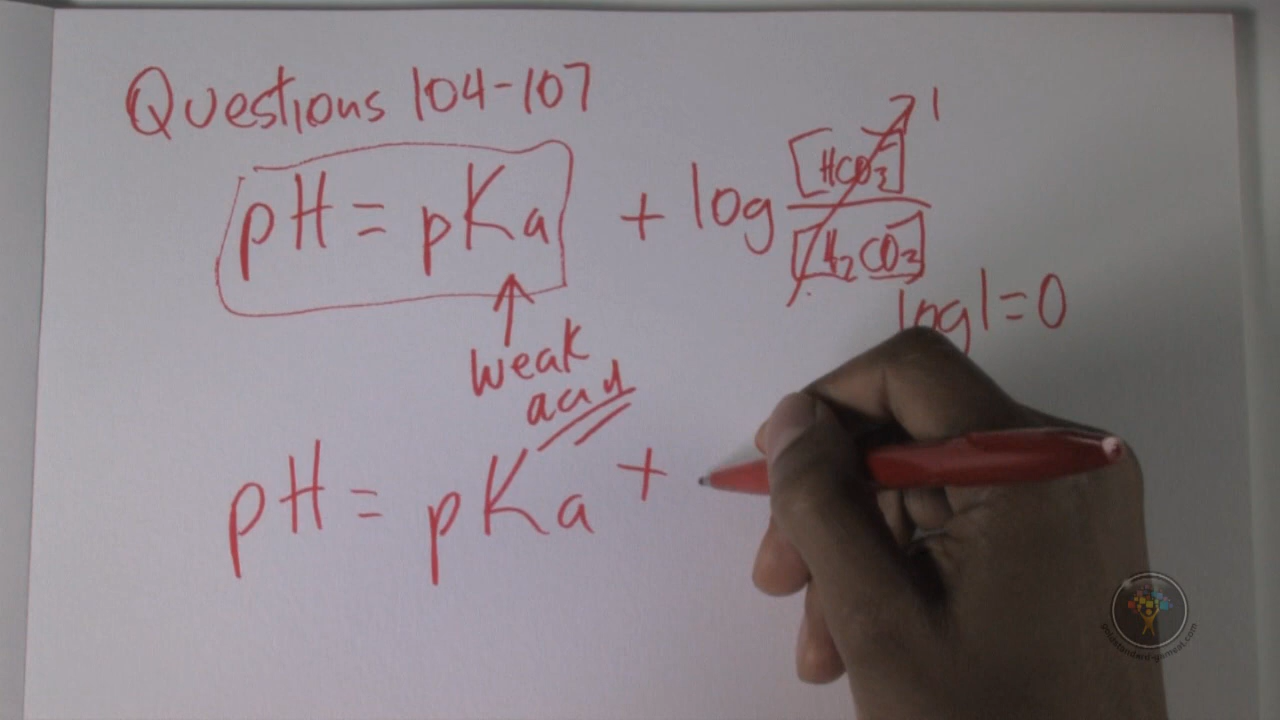 Questions 104-107
pH = pKa + log [HCO3-] / [H2CO3] 1
log 1 = 0
weak
acid
pH = pKa +